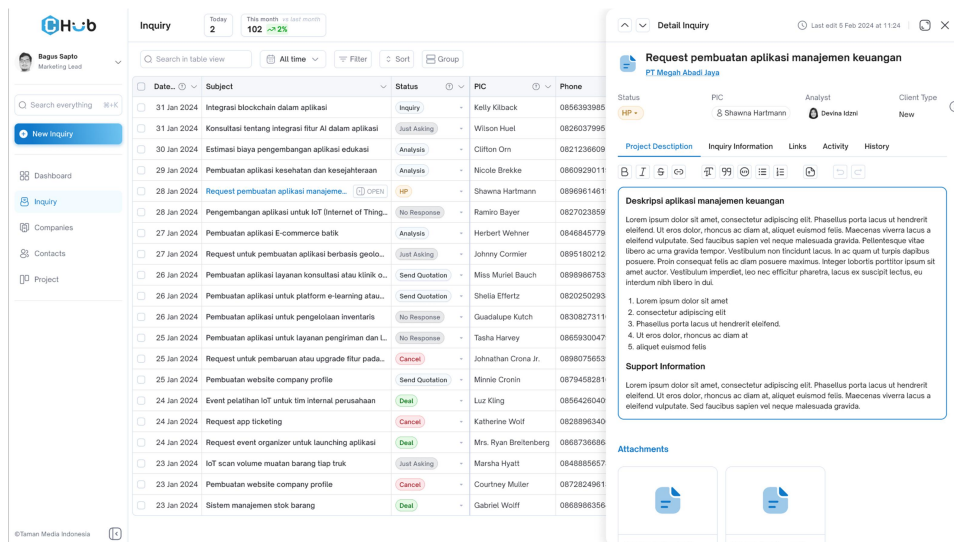 CHub
Bagus Sapto
Marketing Lead
Search everything ⌘+K
New Inquiry
Dashboard
Inquiry
Companies
Contacts
Project
©Taman Media Indonesia
Inquiry
Today
2
This month vs last month
102 2%
Search in table view
All time
Filter
Sort
Group
Date... Subject Status PIC Phone
31 Jan 2024 Integrasi blockchain dalam aplikasi Inquiry Kelly Kilback 0856393985
31 Jan 2024 Konsultasi tentang integrasi fitur AI dalam aplikasi Just Asking Wilson Huel 0826037995
30 Jan 2024 Estimasi biaya pengembangan aplikasi edukasi Analysis Clifton Orn 0821236609
29 Jan 2024 Pembuatan aplikasi kesehatan dan kesejahteraan Analysis Nicole Brekke 0860929011
28 Jan 2024 Request pembuatan aplikasi manajeme... OPEN HP Shawna Hartmann 0896961461
28 Jan 2024 Pengembangan aplikasi untuk IoT (Internet of Thing... No Response Ramiro Bayer 0827023859
27 Jan 2024 Pembuatan aplikasi E-commerce batik Analysis Herbert Wehner 0846845779
27 Jan 2024 Request untuk pembuatan aplikasi berbasis geolo... Just Asking Johnny Cormier 0895180212
26 Jan 2024 Pembuatan aplikasi layanan konsultasi atau klinik o... Send Quotation Miss Muriel Bauch 0898986753
26 Jan 2024 Pembuatan aplikasi untuk platform e-learning atau... Send Quotation Shelia Effertz 0820250293
26 Jan 2024 Pembuatan aplikasi untuk pengelolaan inventaris No Response Guadalupe Kutch 0830827311
25 Jan 2024 Pembuatan aplikasi untuk layanan pengiriman dan l... No Response Tasha Harvey 0865930047
25 Jan 2024 Request untuk pembaruan atau upgrade fitur pada... Cancel Johnathan Crona Jr. 0898075653
25 Jan 2024 Pembuatan website company profile Send Quotation Minnie Cronin 0879458281
24 Jan 2024 Event pelatihan IoT untuk tim internal perusahaan Deal Luz Kling 0856426040
24 Jan 2024 Request app ticketing Cancel Katherine Wolf 0828896340
24 Jan 2024 Request event organizer untuk launching aplikasi Deal Mrs. Ryan Breitenberg 0868736686
23 Jan 2024 IoT scan volume muatan barang tiap truk Just Asking Marsha Hyatt 0848885657
23 Jan 2024 Pembuatan website company profile Cancel Courtney Muller 0872824961
23 Jan 2024 Sistem manajemen stok barang Deal Gabriel Wolff 0868986356
Detail Inquiry
Last edit 5 Feb 2024 at 11:24
Request pembuatan aplikasi manajemen keuangan
PT Megah Abadi Jaya
Status PIC Analyst Client Type
HP Shawna Hartmann Devina Idzni New
Project Desctiption Inquiry Information Links Activity History
Deskripsi aplikasi manajemen keuangan
Lorem ipsum dolor sit amet, consectetur adipiscing elit. Phasellus porta lacus ut hendrerit
eleifend. Ut eros dolor, rhoncus ac diam at, aliquet euismod felis. Maecenas viverra lacus a
eleifend vulputate. Sed faucibus sapien vel neque malesuada gravida. Pellentesque vitae
libero ac urna gravida tempor. Vestibulum non tincidunt lacus. In ac quam ut turpis dapibus
posuere. Proin consequat felis ac diam posuere maximus. Integer lobortis porttitor ipsum sit
amet auctor. Vestibulum imperdiet, leo nec efficitur pharetra, lacus ex suscipit lectus, eu
interdum nibh libero in dui.
1. Lorem ipsum dolor sit amet
2. consectetur adipiscing elit
3. Phasellus porta lacus ut hendrerit eleifend.
4. Ut eros dolor, rhoncus ac diam at
5. aliquet euismod felis
Support Information
Lorem ipsum dolor sit amet, consectetur adipiscing elit. Phasellus porta lacus ut hendrerit
eleifend. Ut eros dolor, rhoncus ac diam at, aliquet euismod felis. Maecenas viverra lacus a
eleifend vulputate. Sed faucibus sapien vel neque malesuada gravida.
Attachments